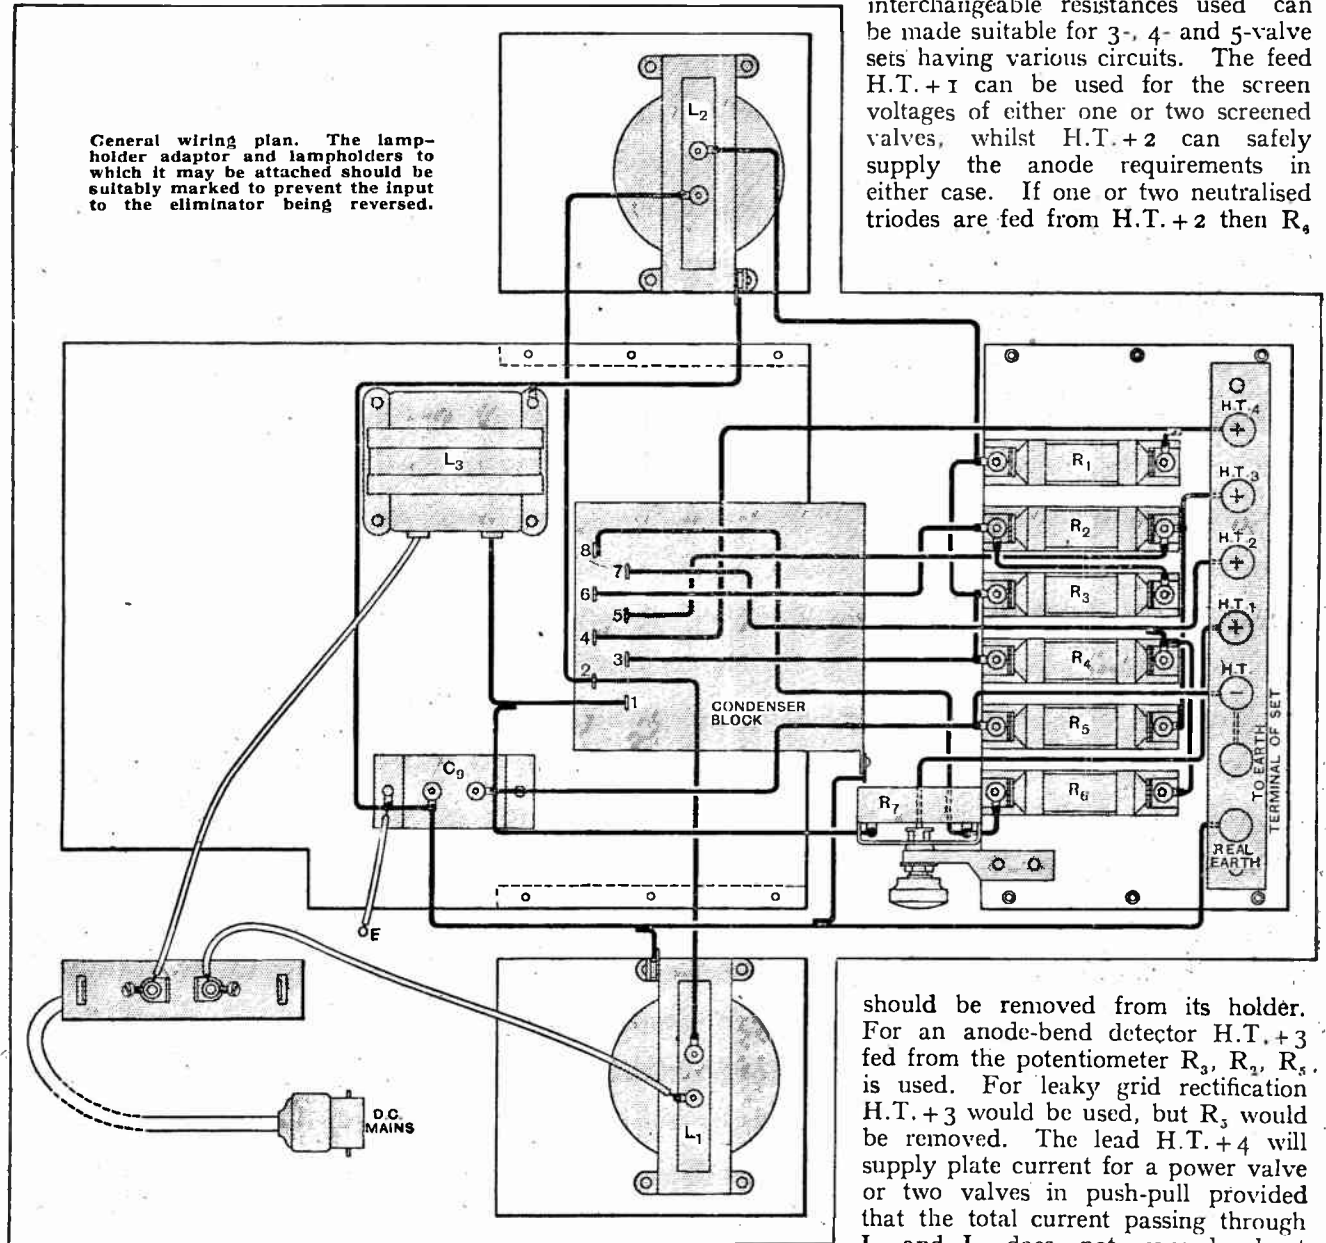 interchangeable resistances used can
be made suitable for 3-, 4- and 5-valve
sets having various circuits. The feed
H.T. + 1 can be used for the screen
voltages of either one or two screened
valves, whilst H.T. + 2 can safely
supply the anode requirements in
either case. If one or two neutralised
triodes are fed from H.T. + 2 then R₆
General wiring plan. The lamp-
holder adaptor and lampholders to
which it may be attached should be
suitably marked to prevent the input
to the eliminator being reversed.
L₂
L₃
H.T. 4
+
R₁
H.T. 3
+
R₂
H.T. 2
+
R₃
H.T. 1
+
R₄
H.T.
−
R₅
R₆
R₇
TO EARTH
TERMINAL OF SET
REAL
EARTH
8
7
6
5
4
3
2
1
CONDENSER
BLOCK
C₉
E
D.C.
MAINS
L₁
should be removed from its holder.
For an anode-bend detector H.T. + 3
fed from the potentiometer R₃, R₂, R₅,
is used. For leaky grid rectification
H.T. + 3 would be used, but R₅ would
be removed. The lead H.T. + 4 will
supply plate current for a power valve
or two valves in push-pull provided
that the total current passing through
and does not